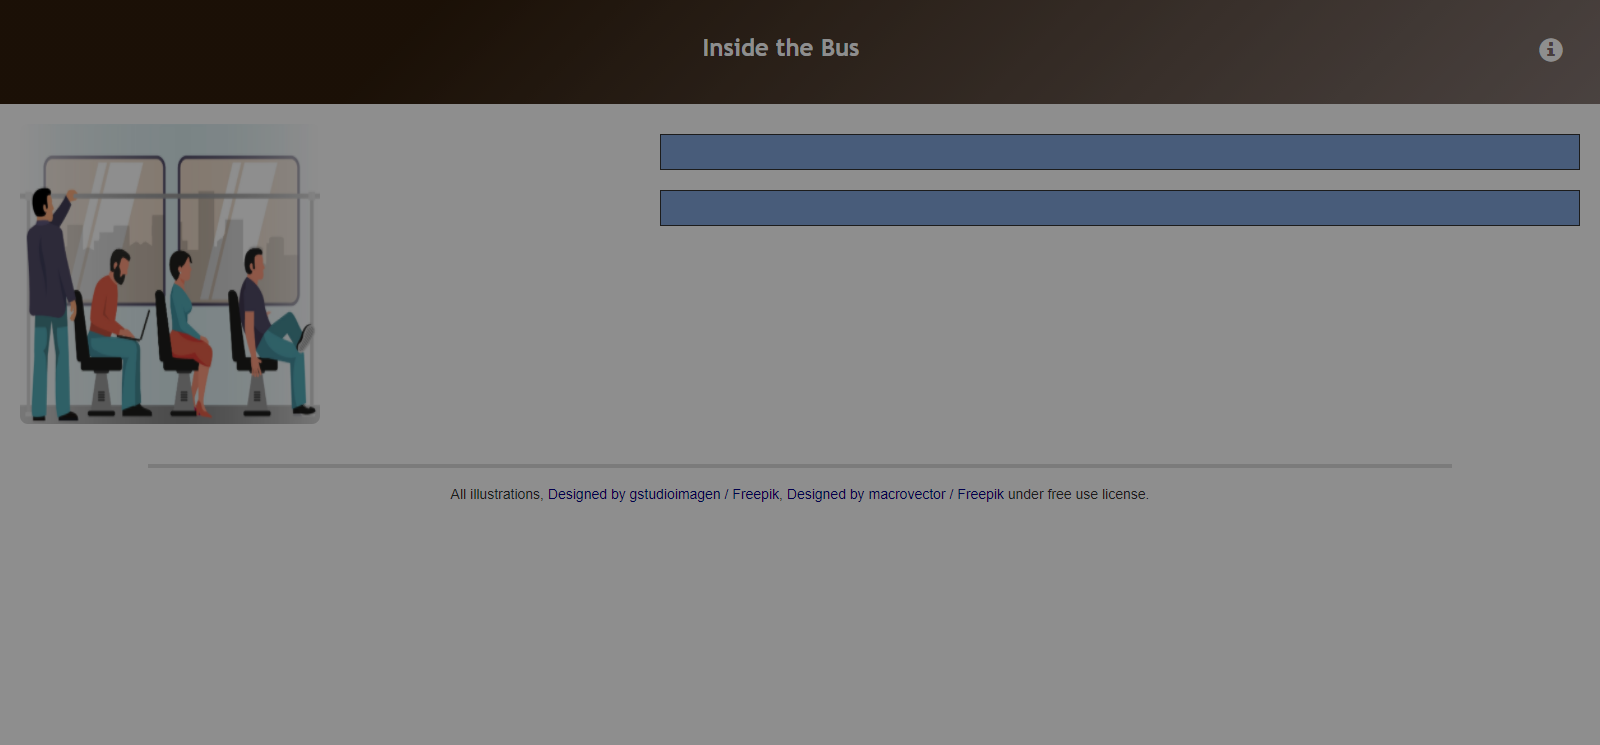 Inside the Bus
All illustrations, Designed by gstudioimagen / Freepik, Designed by macrovector / Freepik under free use license.